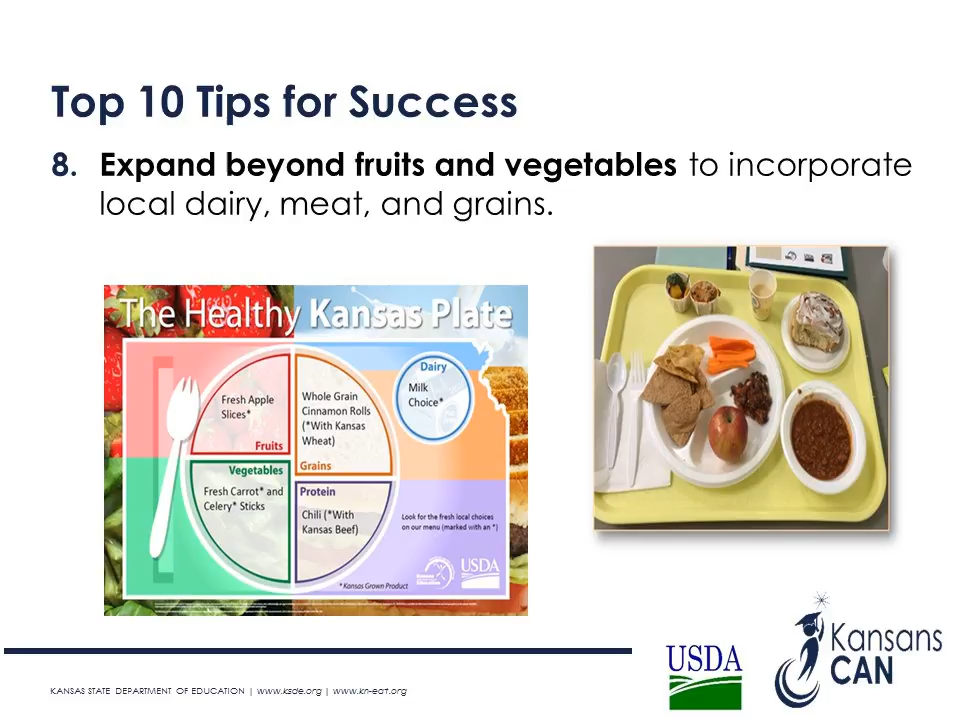 Top 10 Tips for Success
8. Expand beyond fruits and vegetables to incorporate
local dairy, meat, and grains.
The Healthy Kansas Plate
Fresh Apple
Slices*
Fruits
Whole Grain
Cinnamon Rolls
(*With Kansas
Wheat)
Grains
Dairy
Milk
Choice*
Vegetables
Fresh Carrot* and
Celery* Sticks
Protein
Chili (*With
Kansas Beef)
Look for the fresh local choices
on our menu (marked with an *)
USDA
*Kansas Grown Product
USDA
Kansans
CAN
KANSAS STATE DEPARTMENT OF EDUCATION | www.ksde.org | www.kn-eat.org